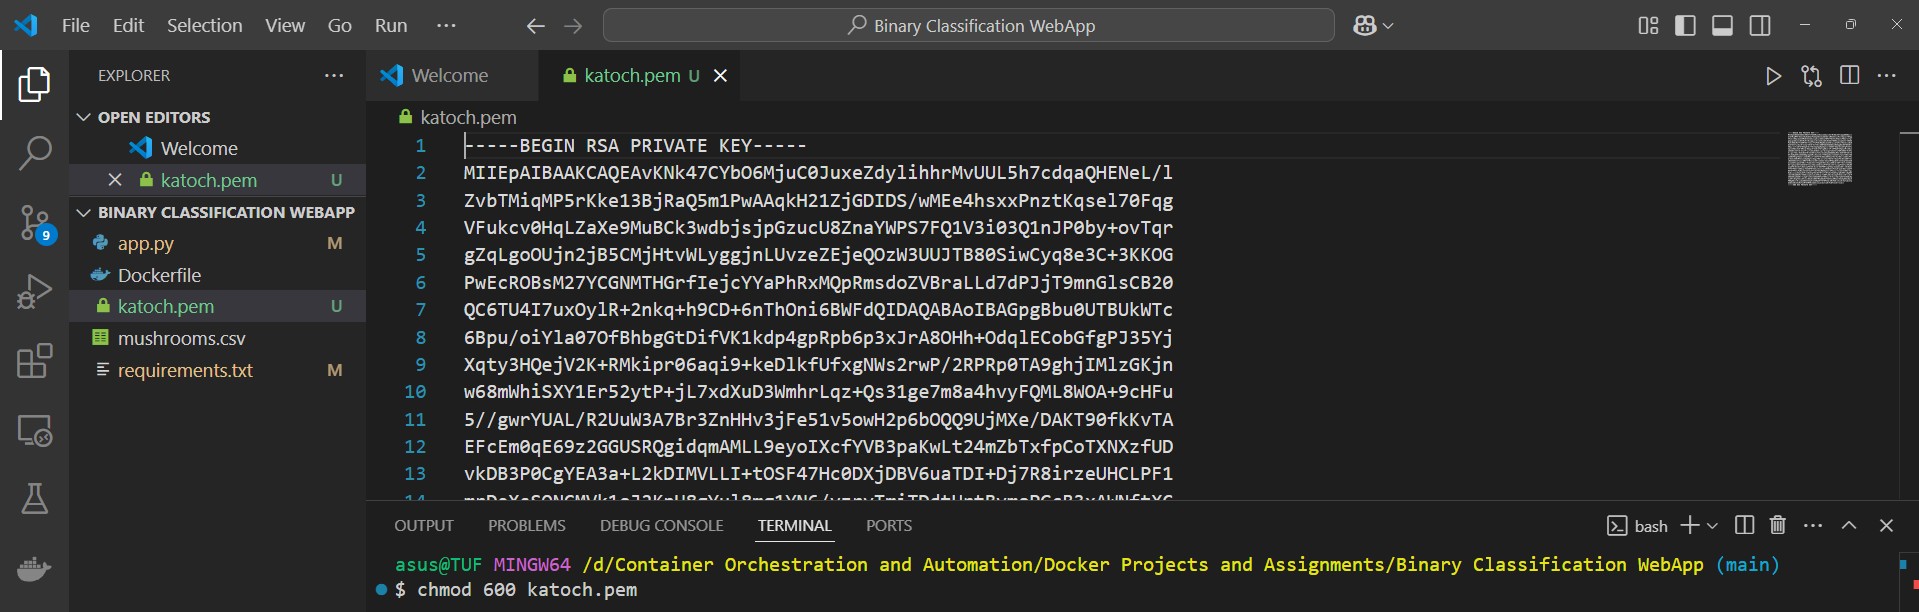 File Edit Selection View Go Run ··· Binary Classification WebApp
EXPLORER ···
OPEN EDITORS
Welcome
katoch.pem U
BINARY CLASSIFICATION WEBAPP
app.py M
Dockerfile
katoch.pem U
mushrooms.csv
requirements.txt M
9
Welcome katoch.pem U
katoch.pem
1 -----BEGIN RSA PRIVATE KEY-----
2 MIIEpAIBAAKCAQEAvKNk47CYbO6MjuC0JuxeZdylihhrMvUUL5h7cdqaQHENeL/l
3 ZvbTMiqMP5rKke13BjRaQ5m1PwAAqkH21ZjGDIDS/wMEe4hsxxPnztKqsel70Fqg
4 VFukcv0HqLZaXe9MuBCk3wdbjsjpGzucU8ZnaYWPS7FQ1V3i03Q1nJP0by+ovTqr
5 gZqLgoOUjn2jB5CMjHtvWLyggjnLUvzeZEjeQOzW3UUJTB80SiwCyq8e3C+3KKOG
6 PwEcROBsM27YCGNMTHGrfIejcYYaPhRxMQpRmsdoZVBraLLd7dPJjT9mnGlsCB20
7 QC6TU4I7uxOylR+2nkq+h9CD+6nThOni6BWFdQIDAQABAoIBAGpgBbu0UTBUkWTc
8 6Bpu/oiYla07OfBhbgGtDifVK1kdp4gpRpb6p3xJrA8OHh+OdqlECobGfgPJ35Yj
9 Xqty3HQejV2K+RMkipr06aqi9+keDlkfUfxgNWs2rwP/2RPRp0TA9ghjIMlzGKjn
10 w68mWhiSXY1Er52ytP+jL7xdXuD3WmhrLqz+Qs31ge7m8a4hvyFQML8WOA+9cHFu
11 5//gwrYUAL/R2UuW3A7Br3ZnHHv3jFe51v5owH2p6bOQQ9UjMXe/DAKT90fkKvTA
12 EFcEm0qE69z2GGUSRQgidqmAMLL9eyoIXcfYVB3paKwLt24mZbTxfpCoTXNXzfUD
13 vkDB3P0CgYEA3a+L2kDIMVLLI+tOSF47Hc0DXjDBV6uaTDI+Dj7R8irzeUHCLPF1
OUTPUT PROBLEMS DEBUG CONSOLE TERMINAL PORTS bash ···
asus@TUF MINGW64 /d/Container Orchestration and Automation/Docker Projects and Assignments/Binary Classification WebApp (main)
$ chmod 600 katoch.pem